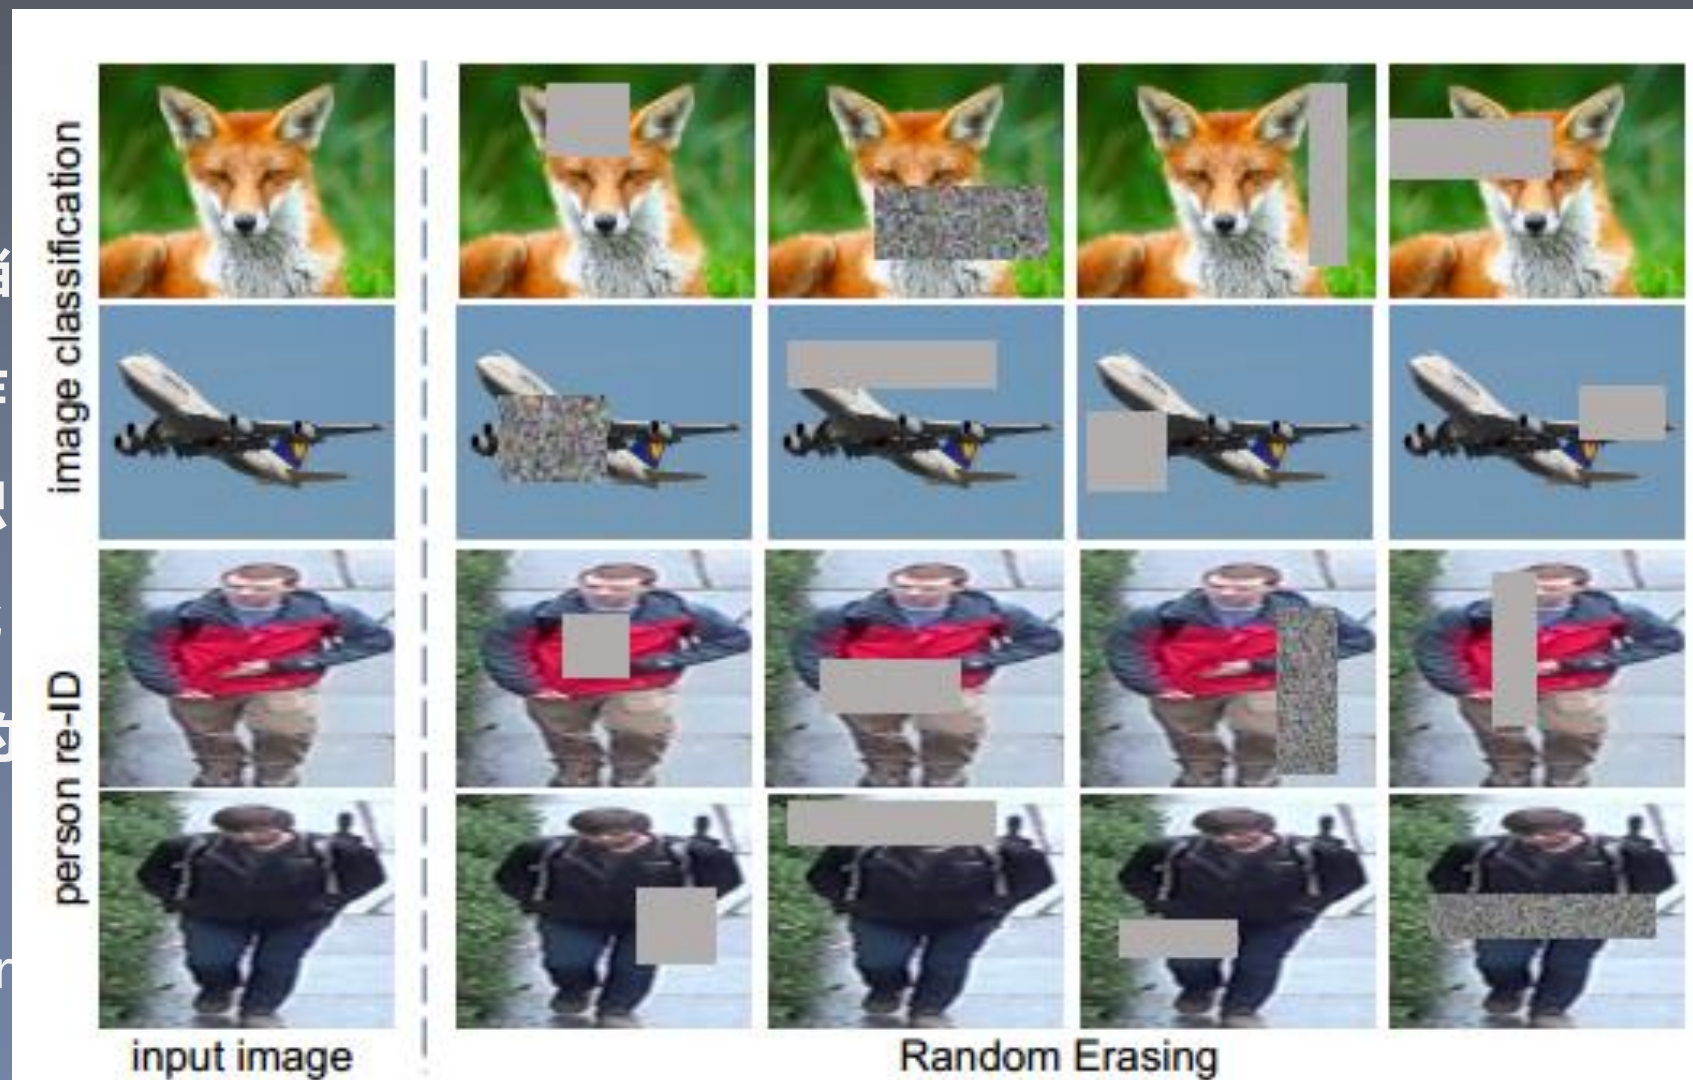 image classification
person re-ID
input image
Random Erasing